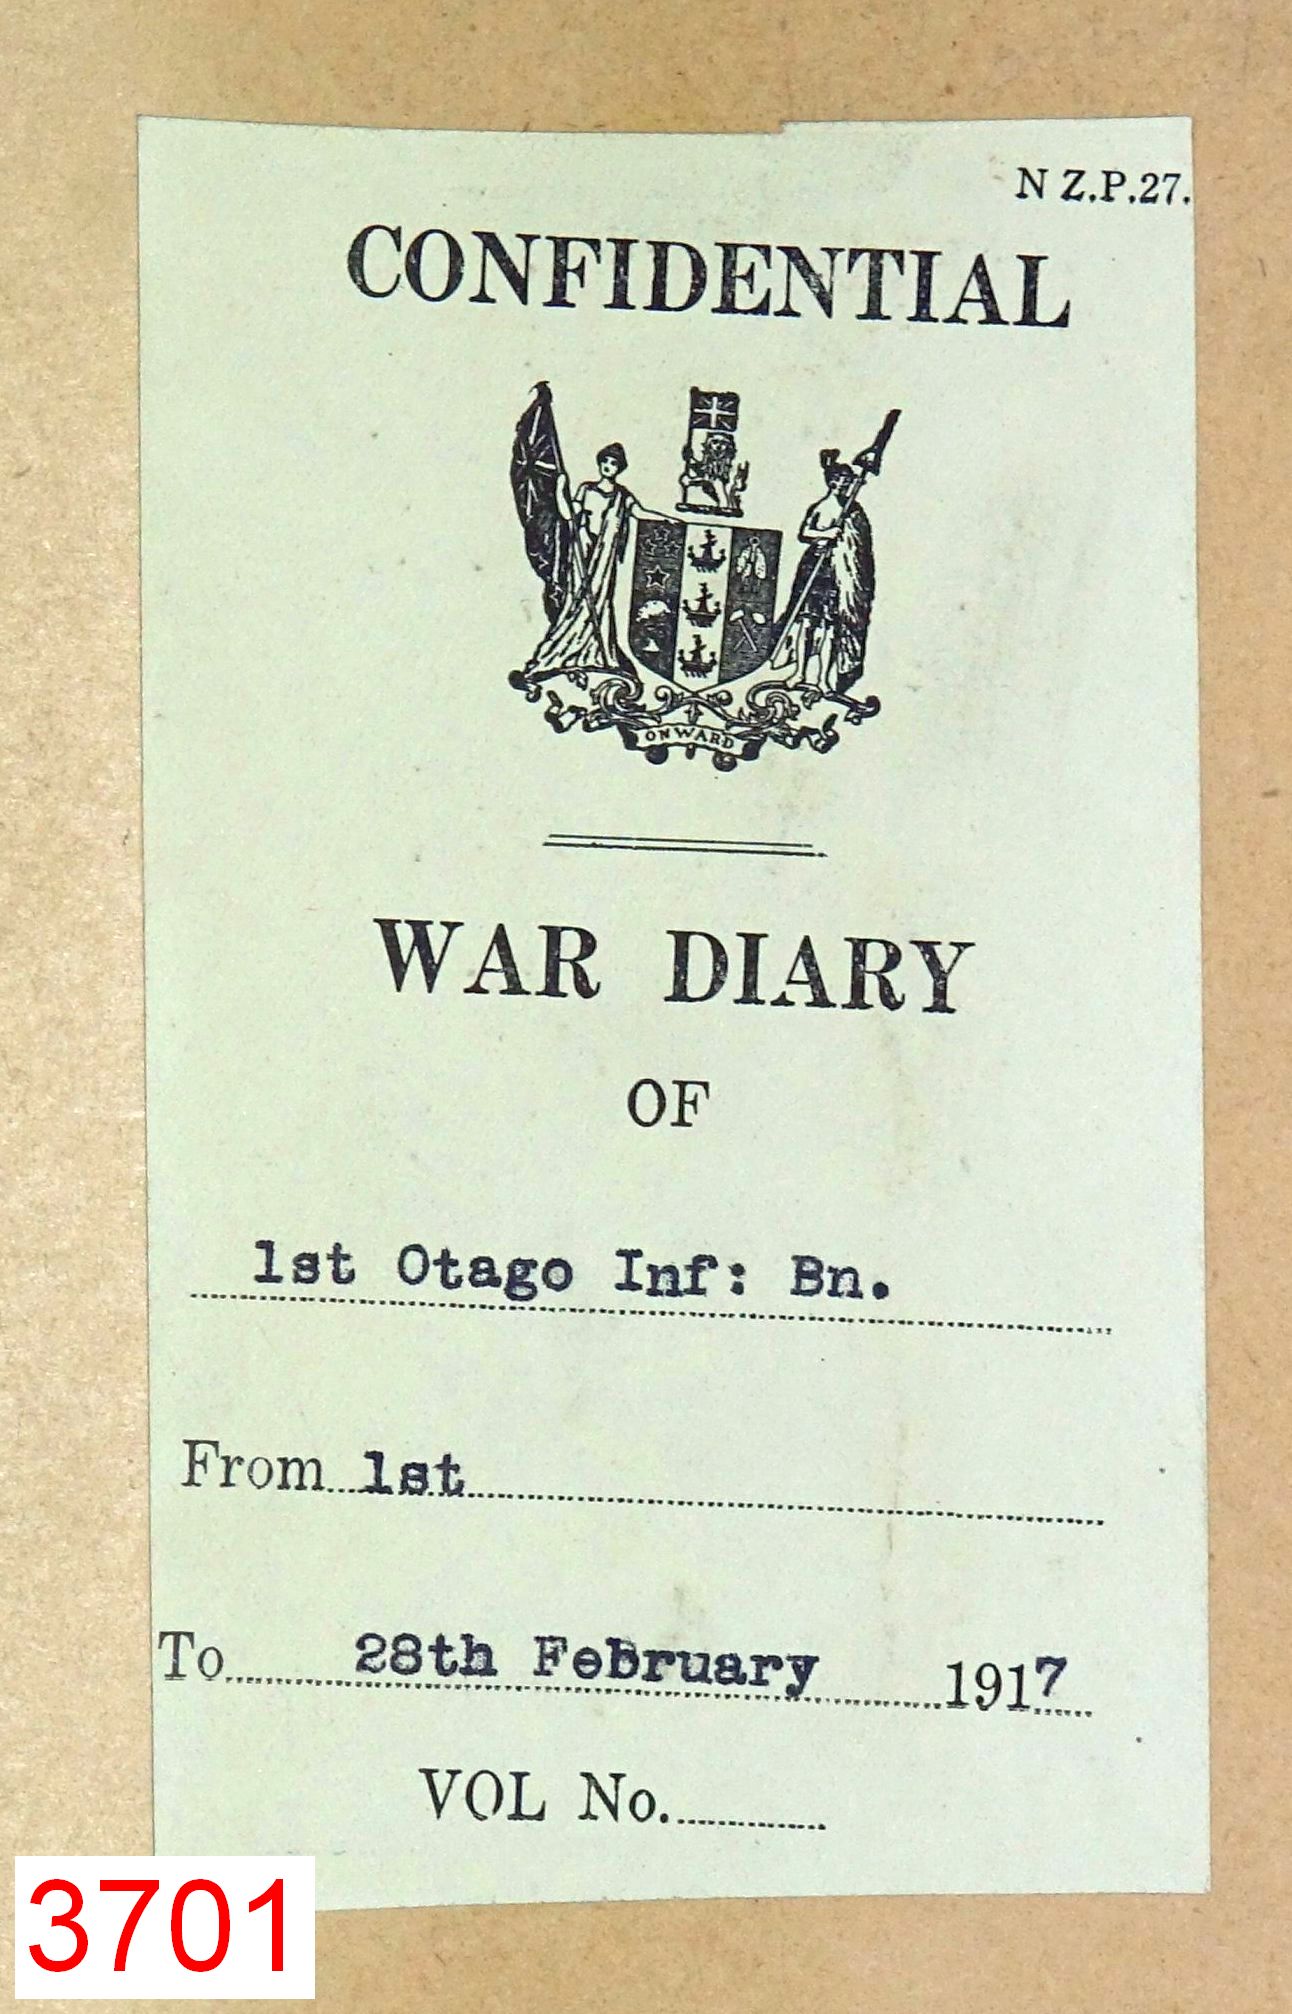 N Z.P.27.
CONFIDENTIAL
ONWARD
WAR DIARY
OF
1st Otago Inf: Bn.
From 1st
To 28th February 1917
VOL No.
3701